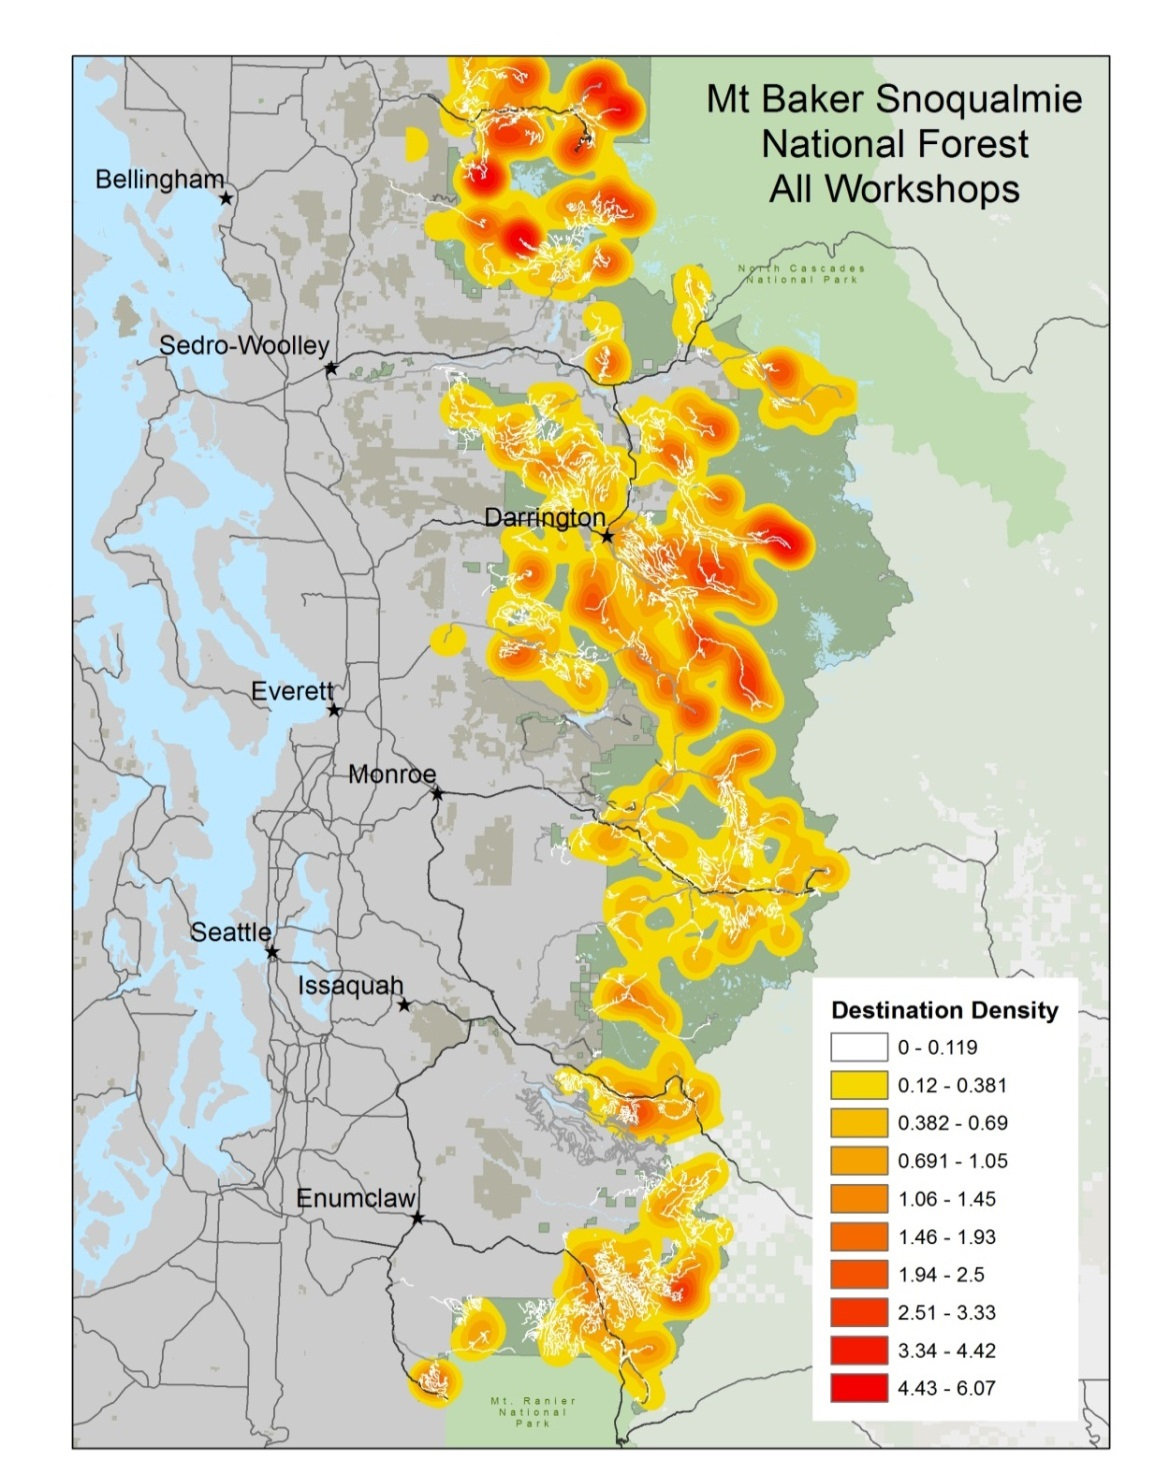 Mt Baker Snoqualmie
National Forest
All Workshops
Bellingham
North Cascades
National Park
Sedro-Woolley
Darrington
Everett
Monroe
Seattle
Issaquah
Enumclaw
Mt. Ranier
National
Park
Destination Density
0 - 0.119
0.12 - 0.381
0.382 - 0.69
0.691 - 1.05
1.06 - 1.45
1.46 - 1.93
1.94 - 2.5
2.51 - 3.33
3.34 - 4.42
4.43 - 6.07